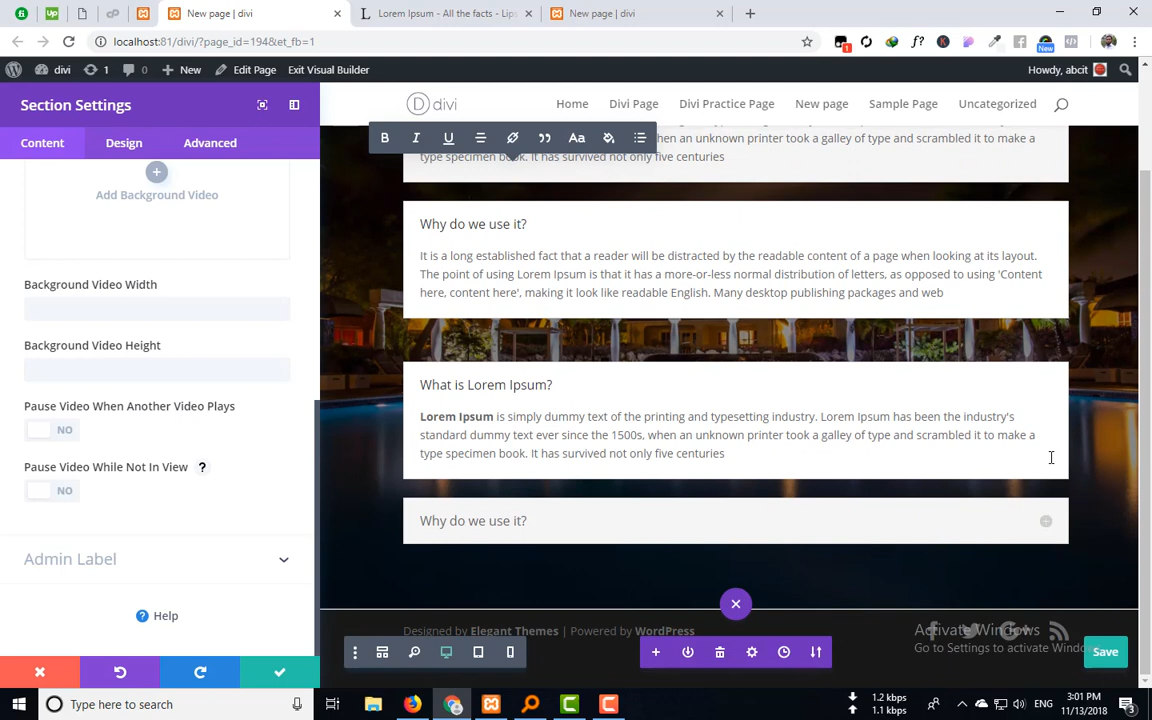 New page | divi
Lorem Ipsum - All the facts - Lips
New page | divi
localhost:81/divi/?page_id=194&et_fb=1
divi
1
0
New
Edit Page
Exit Visual Builder
Howdy, abcit
Section Settings
Content
Design
Advanced
divi
Home
Divi Page
Divi Practice Page
New page
Sample Page
Uncategorized
when an unknown printer took a galley of type and scrambled it to make a
type specimen book. It has survived not only five centuries
Add Background Video
Why do we use it?
It is a long established fact that a reader will be distracted by the readable content of a page when looking at its layout.
The point of using Lorem Ipsum is that it has a more-or-less normal distribution of letters, as opposed to using 'Content
here, content here', making it look like readable English. Many desktop publishing packages and web
Background Video Width
Background Video Height
Pause Video When Another Video Plays
NO
Pause Video While Not In View ?
NO
What is Lorem Ipsum?
Lorem Ipsum is simply dummy text of the printing and typesetting industry. Lorem Ipsum has been the industry's
standard dummy text ever since the 1500s, when an unknown printer took a galley of type and scrambled it to make a
type specimen book. It has survived not only five centuries
Why do we use it?
Admin Label
? Help
Designed by Elegant Themes | Powered by WordPress
Activate Windows
Go to Settings to activate Windows
Save
Type here to search
1.2 kbps
1.1 kbps
ENG
3:01 PM
11/13/2018
3